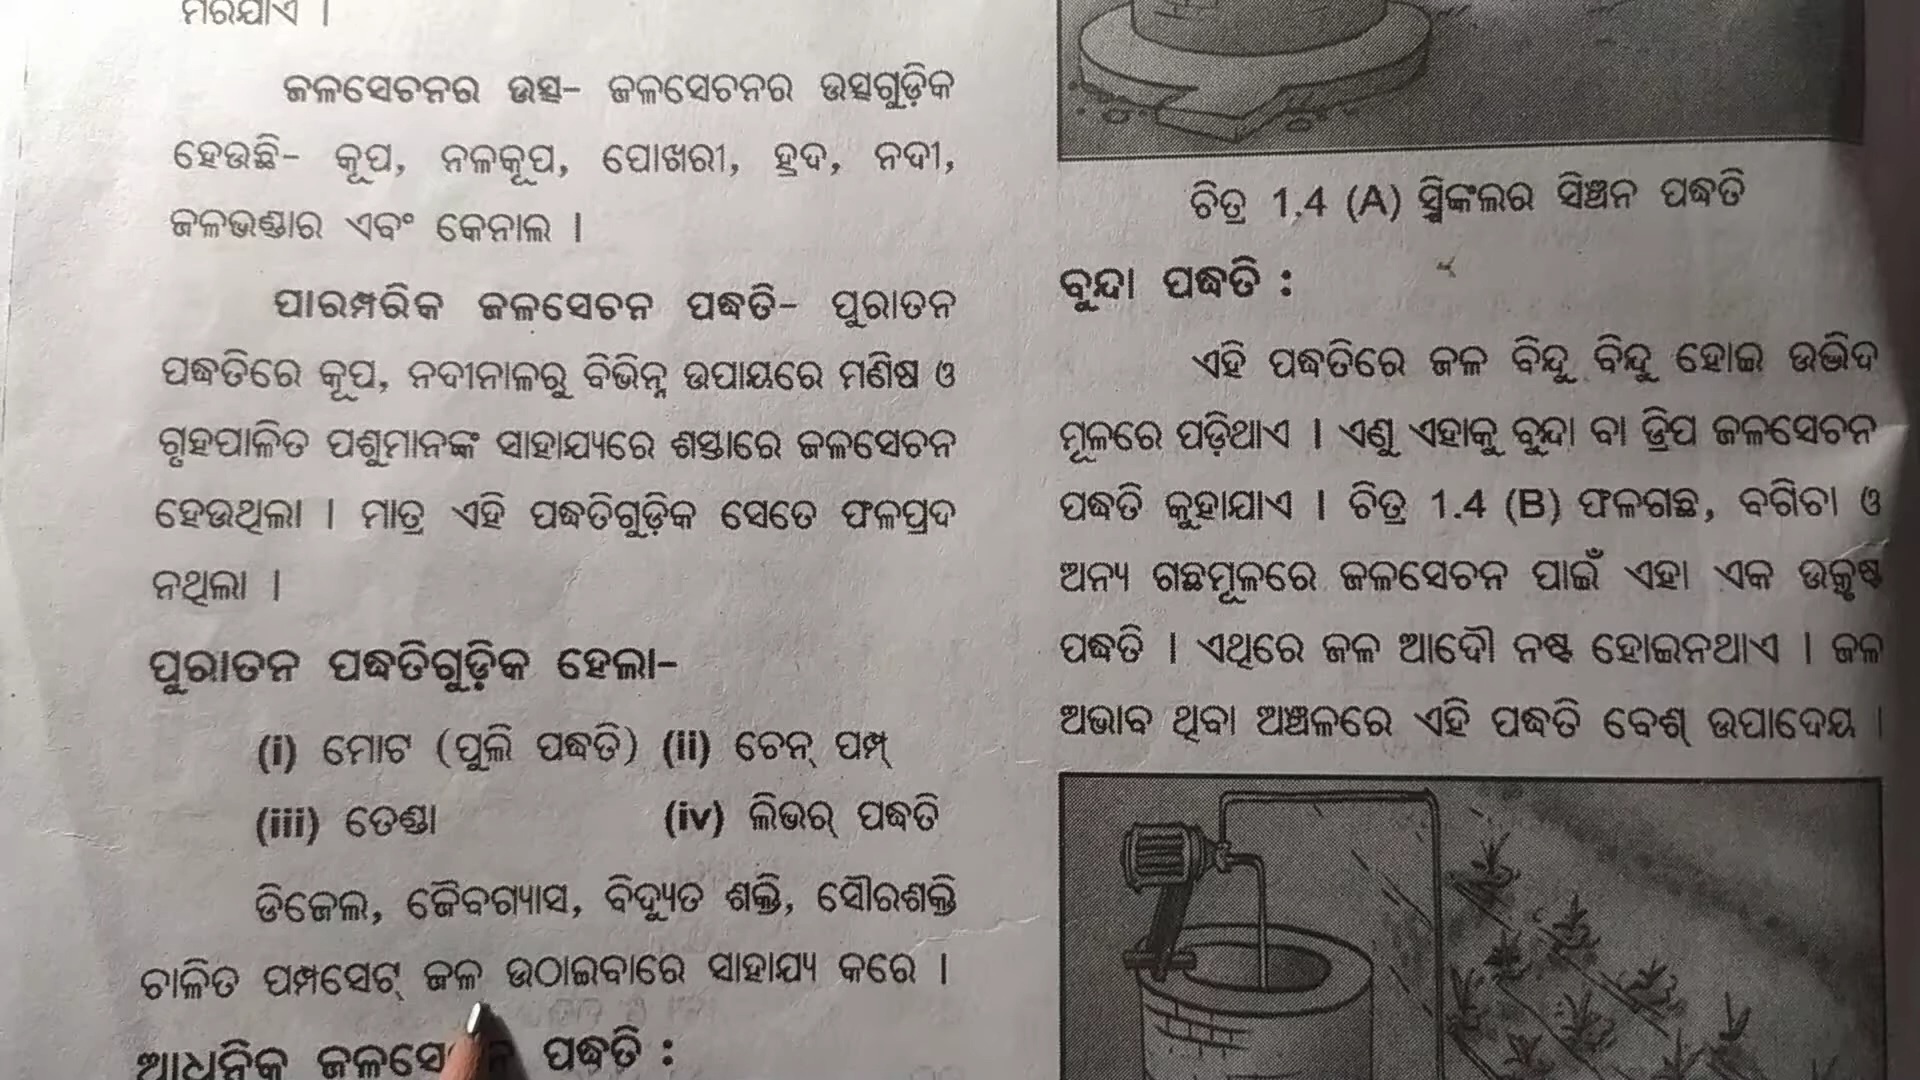 ମରିଯାଏ ।
ଜଳସେଚନର ଉତ୍ସ- ଜଳସେଚନର ଉତ୍ସଗୁଡ଼ିକ
ହେଉଛି- କୂପ, ନଳକୂପ, ପୋଖରୀ, ହ୍ରଦ, ନଦୀ,
ଜଳଭଣ୍ଡାର ଏବଂ କେନାଲ ।
ପାରମ୍ପରିକ ଜଳସେଚନ ପଦ୍ଧତି- ପୁରାତନ
ପଦ୍ଧତିରେ କୂପ, ନଦୀନାଳରୁ ବିଭିନ୍ନ ଉପାୟରେ ମଣିଷ ଓ
ଗୃହପାଳିତ ପଶୁମାନଙ୍କ ସାହାଯ୍ୟରେ ଶସ୍ତାରେ ଜଳସେଚନ
ହେଉଥିଲା । ମାତ୍ର ଏହି ପଦ୍ଧତିଗୁଡ଼ିକ ସେତେ ଫଳପ୍ରଦ
ନଥିଲା ।
ପୁରାତନ ପଦ୍ଧତିଗୁଡ଼ିକ ହେଲା-
(i) ମୋଟ (ପୁଲି ପଦ୍ଧତି) (ii) ଚେନ୍ ପମ୍ପ୍
(iii) ତେଣ୍ଡା (iv) ଲିଭର୍ ପଦ୍ଧତି
ଡିଜେଲ, ଜୈବଗ୍ୟାସ, ବିଦ୍ୟୁତ ଶକ୍ତି, ସୌରଶକ୍ତି
ଚାଳିତ ପମ୍ପସେଟ୍ ଜଳ ଉଠାଇବାରେ ସାହାଯ୍ୟ କରେ ।
ଆଧୁନିକ ପଦ୍ଧତି :
ଚିତ୍ର 1.4 (A) ସ୍ପ୍ରିଙ୍କଲର ସିଞ୍ଚନ ପଦ୍ଧତି
ବୁନ୍ଦା ପଦ୍ଧତି :
ଏହି ପଦ୍ଧତିରେ ଜଳ ବିନ୍ଦୁ ବିନ୍ଦୁ ହୋଇ ଉଦ୍ଭିଦ
ମୂଳରେ ପଡ଼ିଥାଏ । ଏଣୁ ଏହାକୁ ବୁନ୍ଦା ବା ଡ୍ରିପ ଜଳସେଚନ
ପଦ୍ଧତି କୁହାଯାଏ । ଚିତ୍ର 1.4 (B) ଫଳଗଛ, ବଗିଚା ଓ
ଅନ୍ୟ ଗଛମୂଳରେ ଜଳସେଚନ ପାଇଁ ଏହା ଏକ ଉତ୍କୃଷ୍ଟ
ପଦ୍ଧତି । ଏଥିରେ ଜଳ ଆଦୌ ନଷ୍ଟ ହୋଇନଥାଏ । ଜଳ
ଅଭାବ ଥିବା ଅଞ୍ଚଳରେ ଏହି ପଦ୍ଧତି ବେଶ୍ ଉପାଦେୟ ।